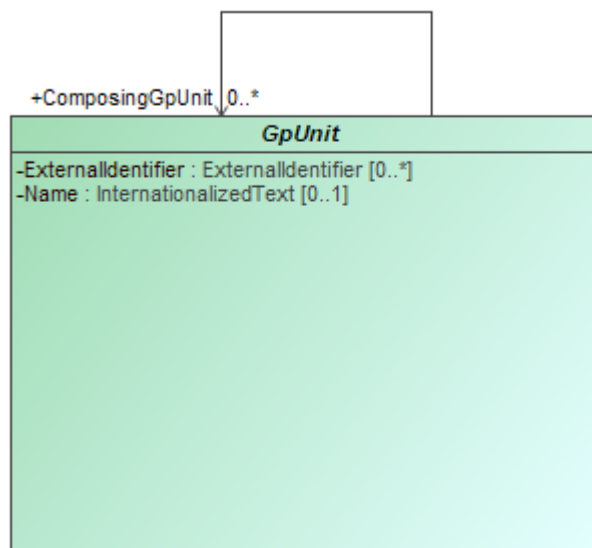 +ComposingGpUnit 0..*
GpUnit
-ExternalIdentifier : ExternalIdentifier [0..*]
-Name : InternationalizedText [0..1]